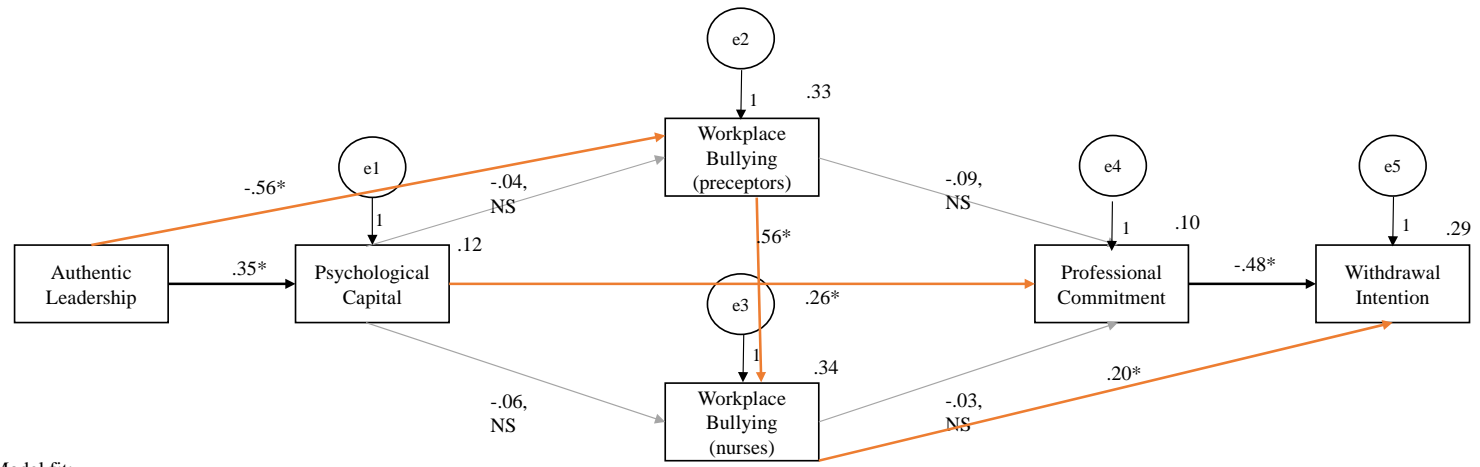 e2
1
.33
Workplace
Bullying
(preceptors)
e1
-.56*
-.04,
NS
-.09,
NS
e4
e5
1
.12
.56*
1
.10
1
.29
Authentic
Leadership
.35*
Psychological
Capital
.26*
Professional
Commitment
-.48*
Withdrawal
Intention
e3
1
.34
-.06,
NS
Workplace
Bullying
(nurses)
-.03,
NS
.20*